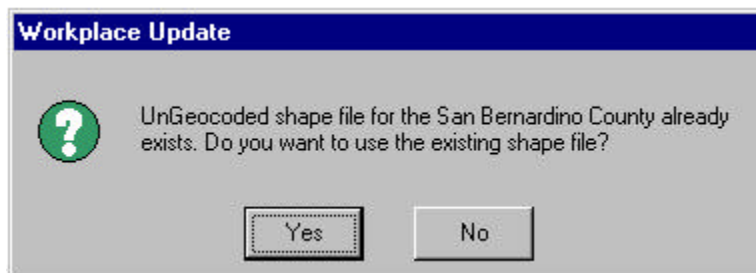 Workplace Update
UnGeocoded shape file for the San Bernardino County already
exists. Do you want to use the existing shape file?
Yes No